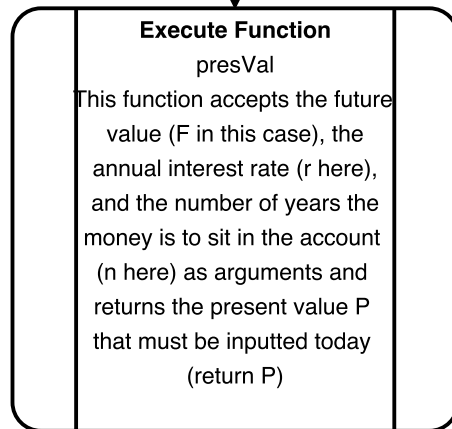 Execute Function
presVal
This function accepts the future
value (F in this case), the
annual interest rate (r here),
and the number of years the
money is to sit in the account
(n here) as arguments and
returns the present value P
that must be inputted today
(return P)